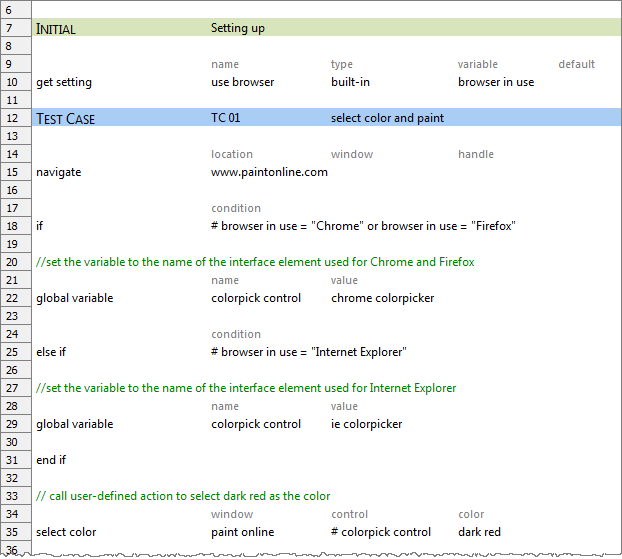 6
7 INITIAL Setting up
8
9 name type variable default
10 get setting use browser built-in browser in use
11
12 TEST CASE TC 01 select color and paint
13
14 location window handle
15 navigate www.paintonline.com
16
17 condition
18 if # browser in use = "Chrome" or browser in use = "Firefox"
19
20 //set the variable to the name of the interface element used for Chrome and Firefox
21 name value
22 global variable colorpick control chrome colorpicker
23
24 condition
25 else if # browser in use = "Internet Explorer"
26
27 //set the variable to the name of the interface element used for Internet Explorer
28 name value
29 global variable colorpick control ie colorpicker
30
31 end if
32
33 // call user-defined action to select dark red as the color
34 window control color
35 select color paint online # colorpick control dark red
36